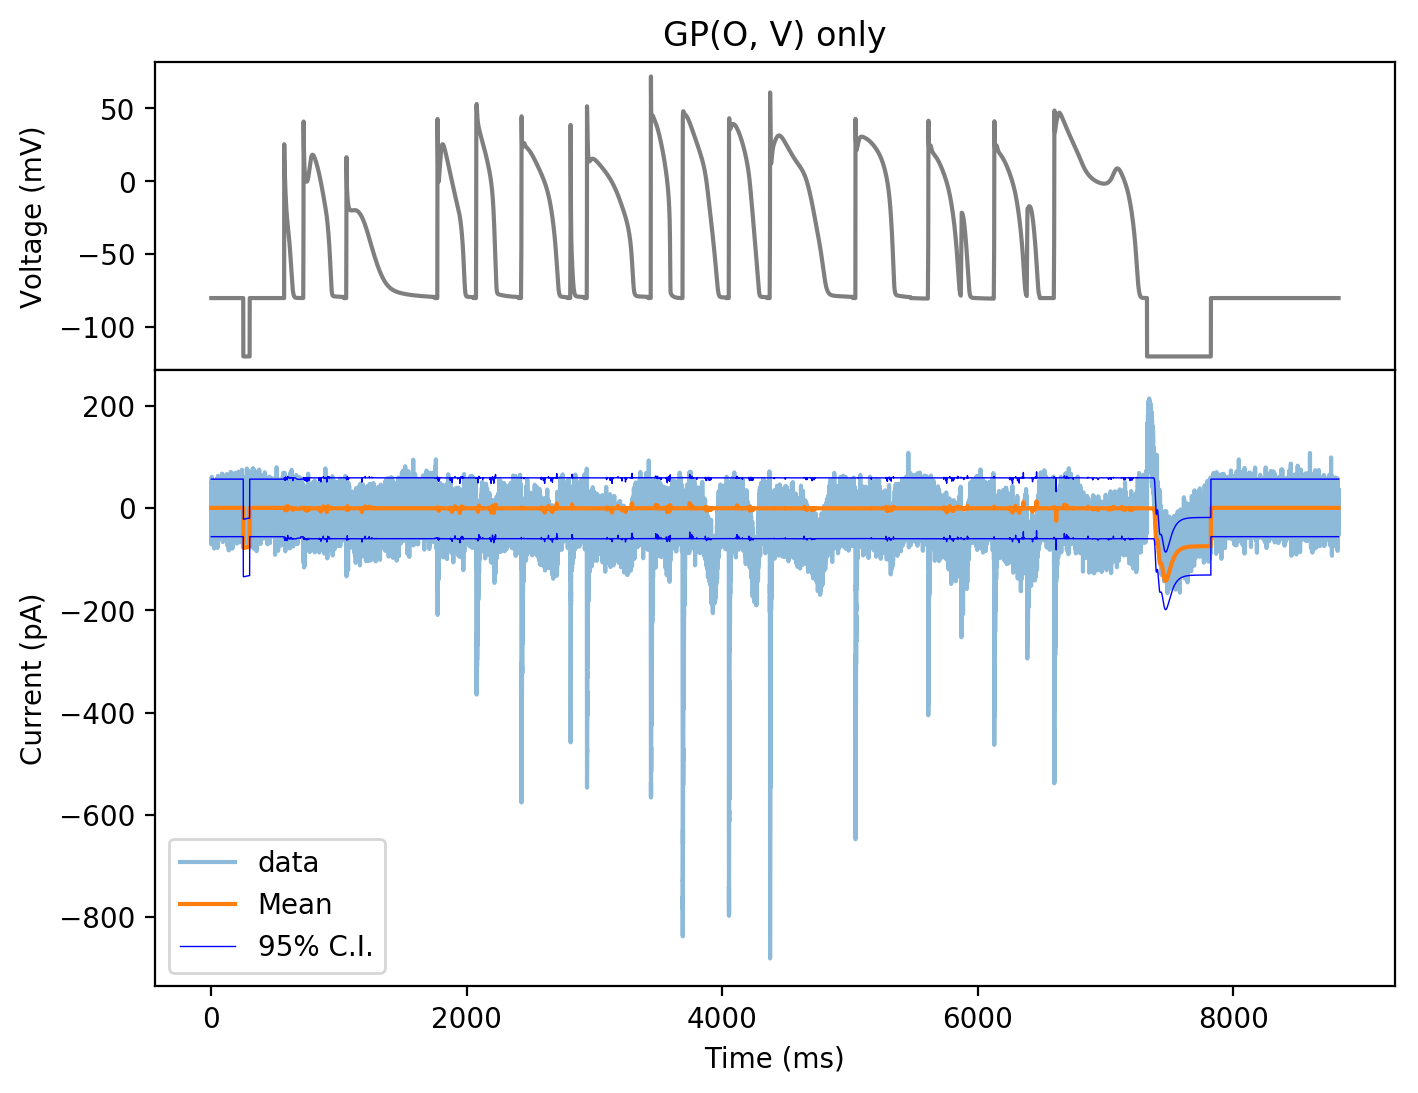 GP(O, V) only
Voltage (mV)
50
0
−50
−100
Current (pA)
200
0
−200
−400
−600
−800
data
Mean
95% C.I.
0 2000 4000 6000 8000
Time (ms)